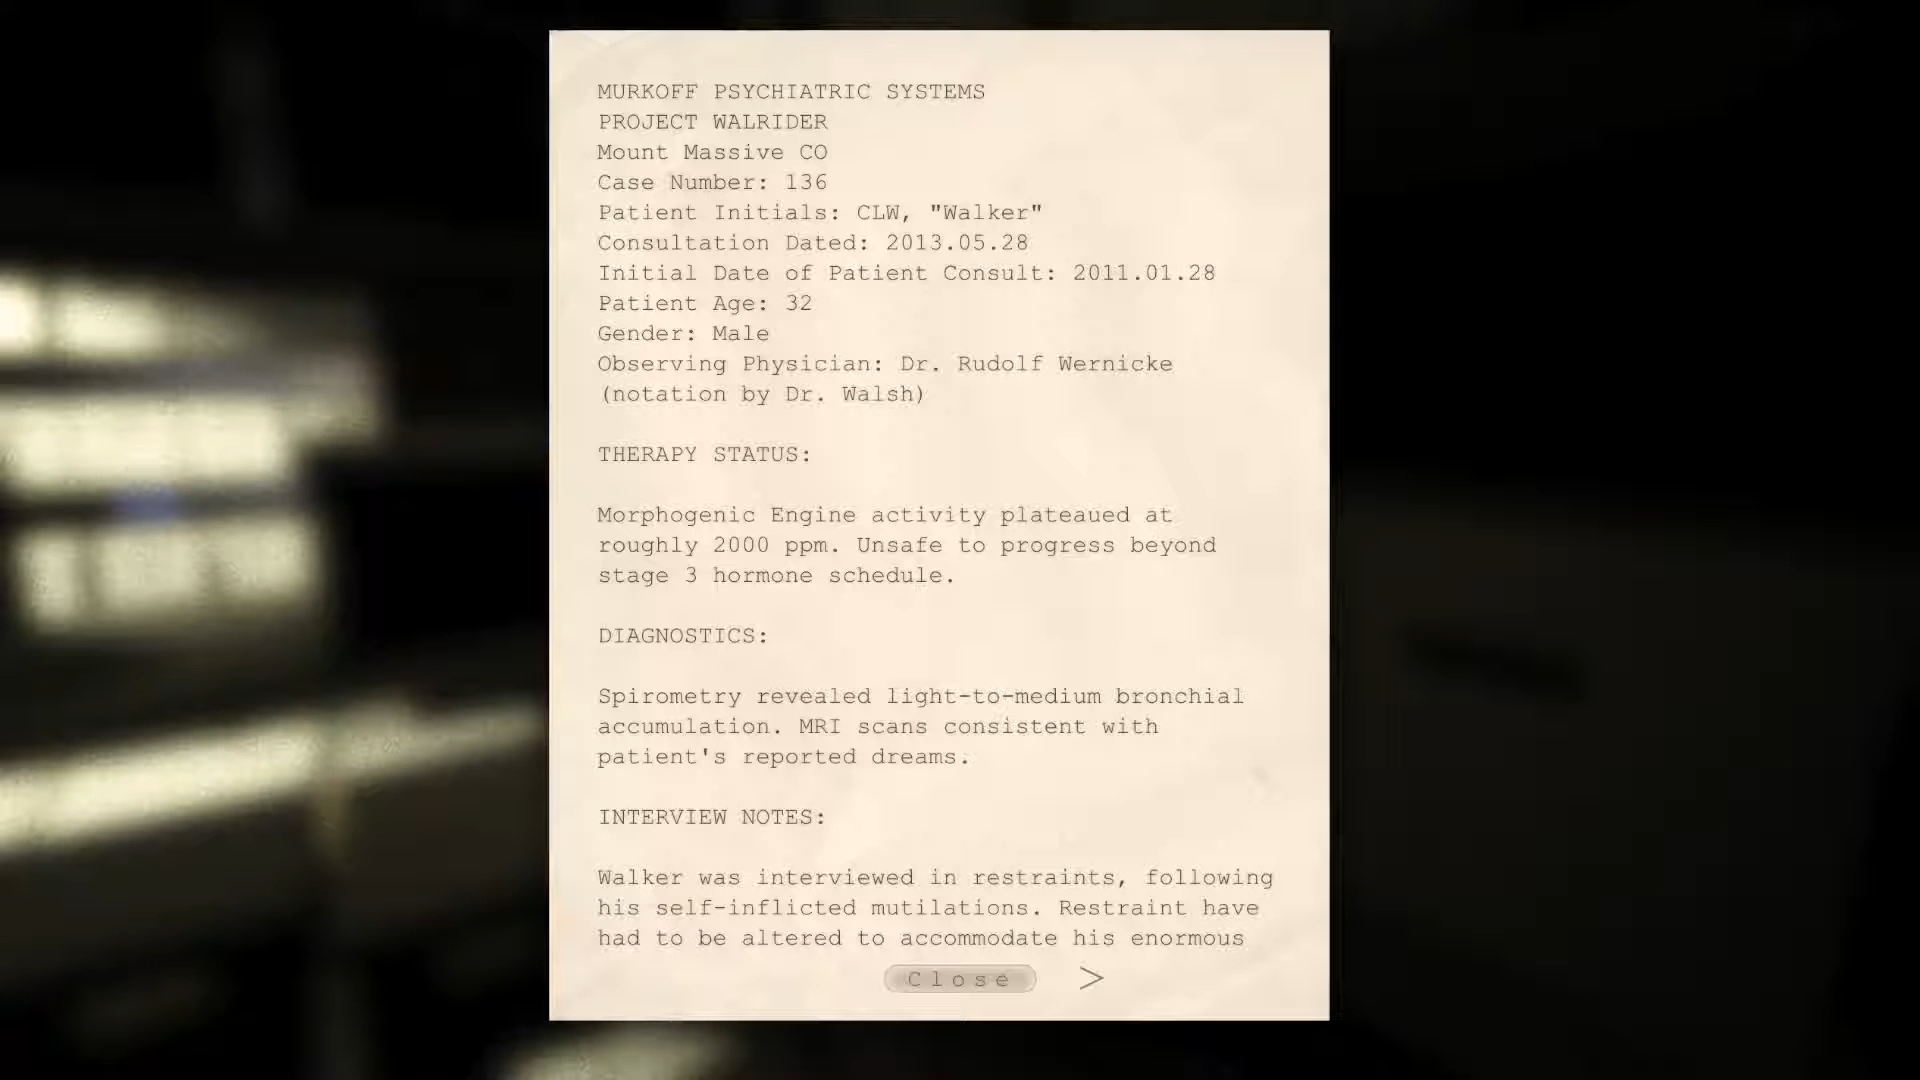 MURKOFF PSYCHIATRIC SYSTEMS
PROJECT WALRIDER
Mount Massive CO
Case Number: 136
Patient Initials: CLW, "Walker"
Consultation Dated: 2013.05.28
Initial Date of Patient Consult: 2011.01.28
Patient Age: 32
Gender: Male
Observing Physician: Dr. Rudolf Wernicke
(notation by Dr. Walsh)
THERAPY STATUS:
Morphogenic Engine activity plateaued at
roughly 2000 ppm. Unsafe to progress beyond
stage 3 hormone schedule.
DIAGNOSTICS:
Spirometry revealed light-to-medium bronchial
accumulation. MRI scans consistent with
patient's reported dreams.
INTERVIEW NOTES:
Walker was interviewed in restraints, following
his self-inflicted mutilations. Restraint have
had to be altered to accommodate his enormous
Close >